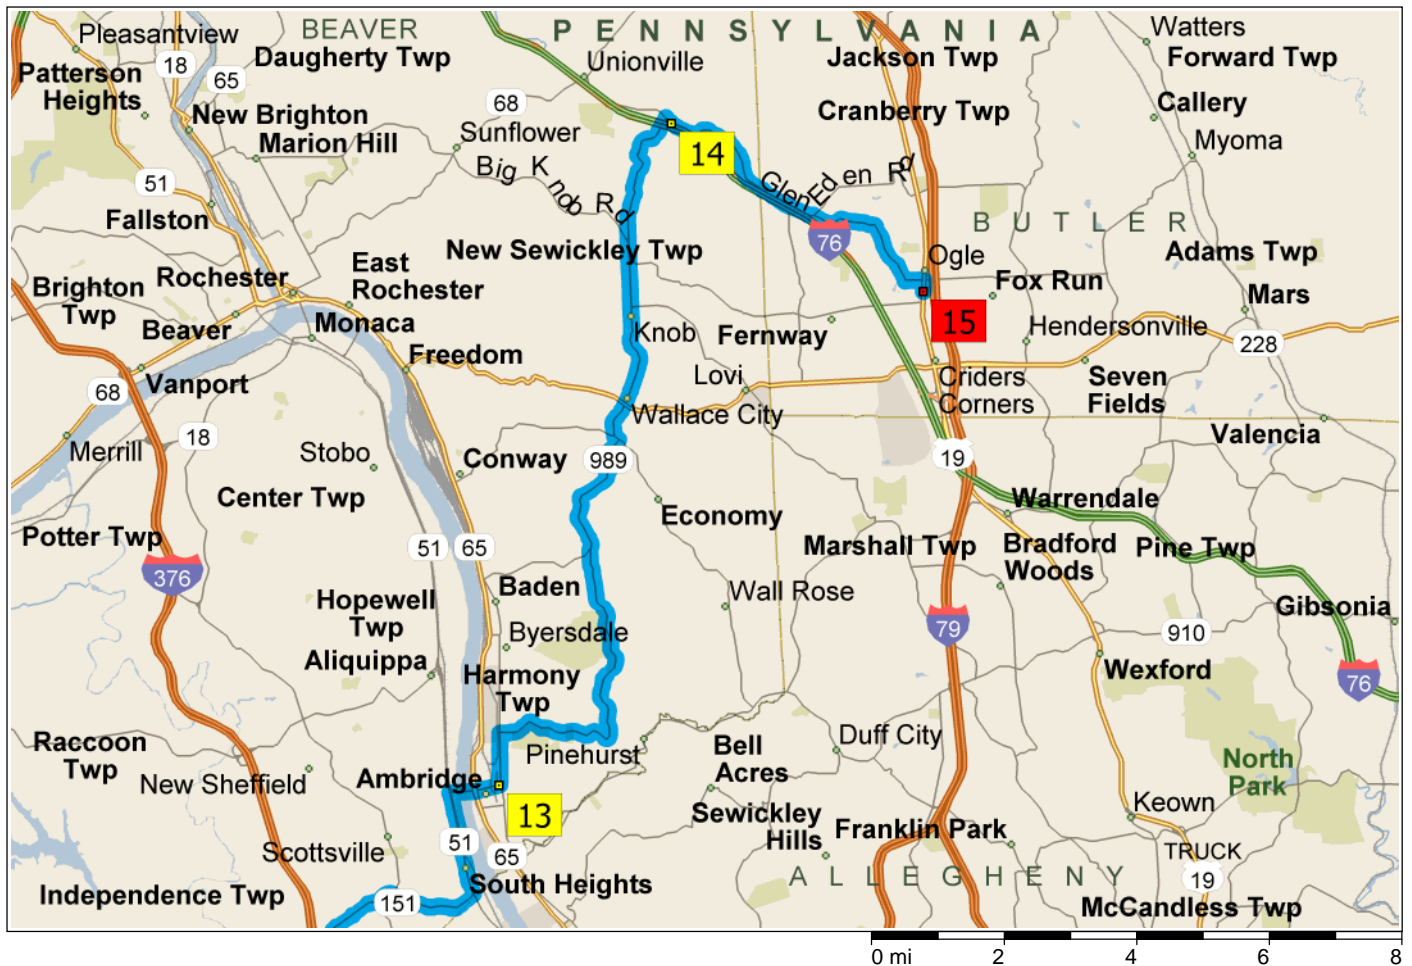 PENNSYLVANIA
BEAVER
Pleasantview
Watters
Daugherty Twp
Jackson Twp
Forward Twp
18
65
Unionville
Patterson
Heights
68
Cranberry Twp
Callery
New Brighton
Sunflower
Myoma
Marion Hill
14
Big Knob Rd
Glen Eden Rd
51
Fallston
BUTLER
76
New Sewickley Twp
Ogle
Adams Twp
East
Rochester
Rochester
Fox Run
Brighton
Twp
Mars
Beaver
Monaca
Knob
Fernway
15
Hendersonville
228
Freedom
Lovi
Criders
Corners
Seven
Fields
68
Vanport
Wallace City
18
Valencia
Merrill
Stobo
Conway
989
19
Center Twp
Warrendale
Economy
Potter Twp
51
65
Marshall Twp
Bradford
Woods
Pine Twp
376
Baden
Wall Rose
Hopewell
Twp
Gibsonia
Byersdale
79
910
Aliquippa
Harmony
Twp
Wexford
76
Raccoon
Twp
Pinehurst
Bell
Acres
Duff City
North
Park
New Sheffield
Ambridge
13
Sewickley
Hills
Keown
Franklin Park
51
65
Scottsville
TRUCK
19
South Heights
ALLEGHENY
Independence Twp
151
McCandless Twp
0 mi 2 4 6 8